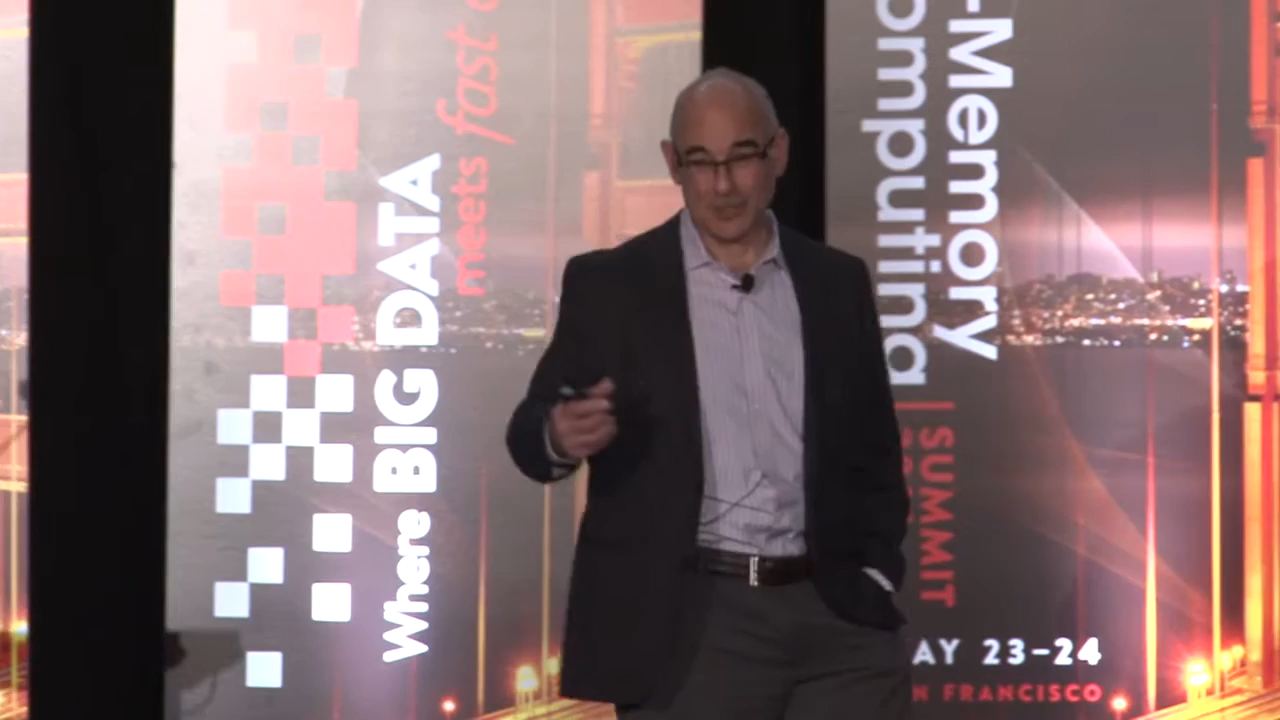 Where BIG DATA
meets fast
-Memory
omputing
SUMMIT
AY 23-24
N FRANCISCO